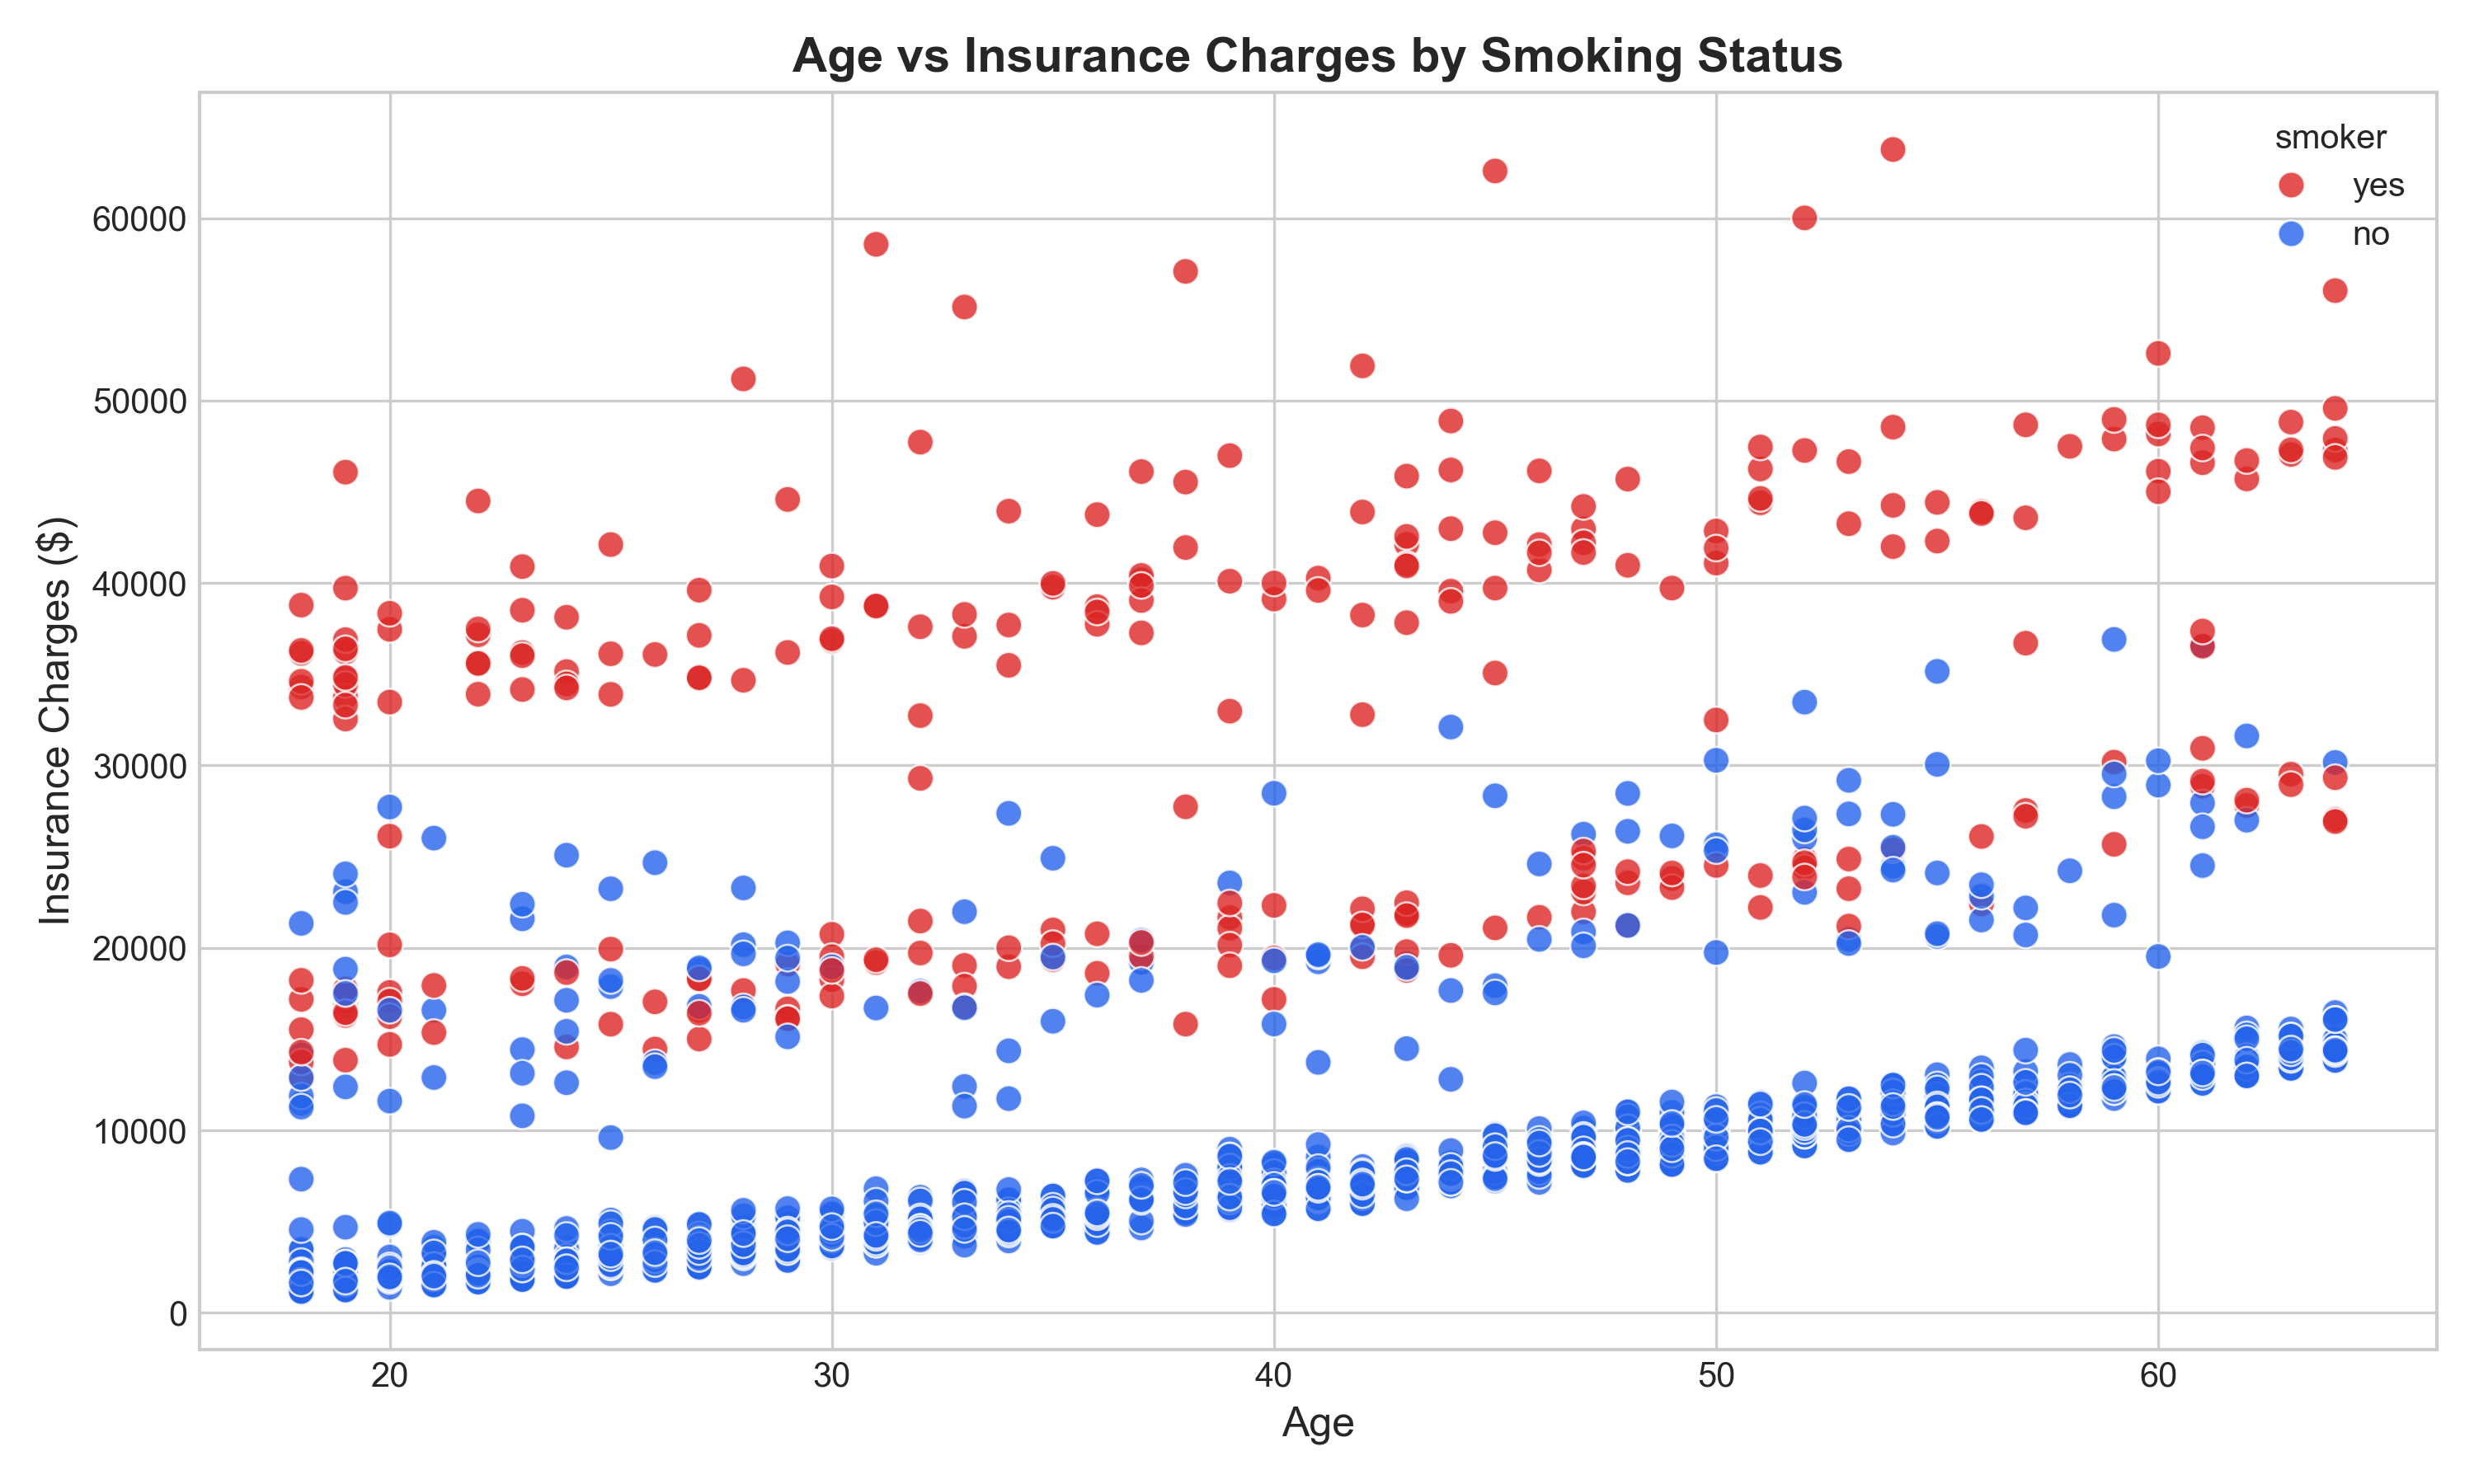 Age vs Insurance Charges by Smoking Status
smoker
yes
no
Insurance Charges ($)
60000
50000
40000
30000
20000
10000
0
20 30 40 50 60
Age